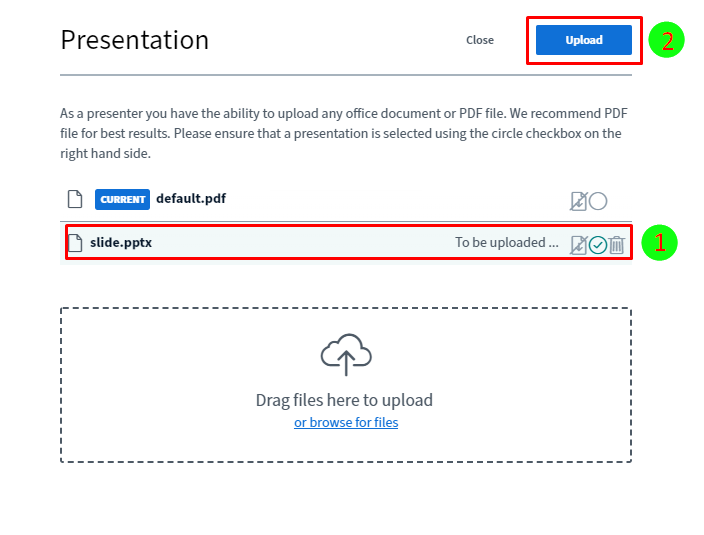 Presentation
Close
Upload
2
As a presenter you have the ability to upload any office document or PDF file. We recommend PDF
file for best results. Please ensure that a presentation is selected using the circle checkbox on the
right hand side.
CURRENT default.pdf
slide.pptx To be uploaded ...
1
Drag files here to upload
or browse for files